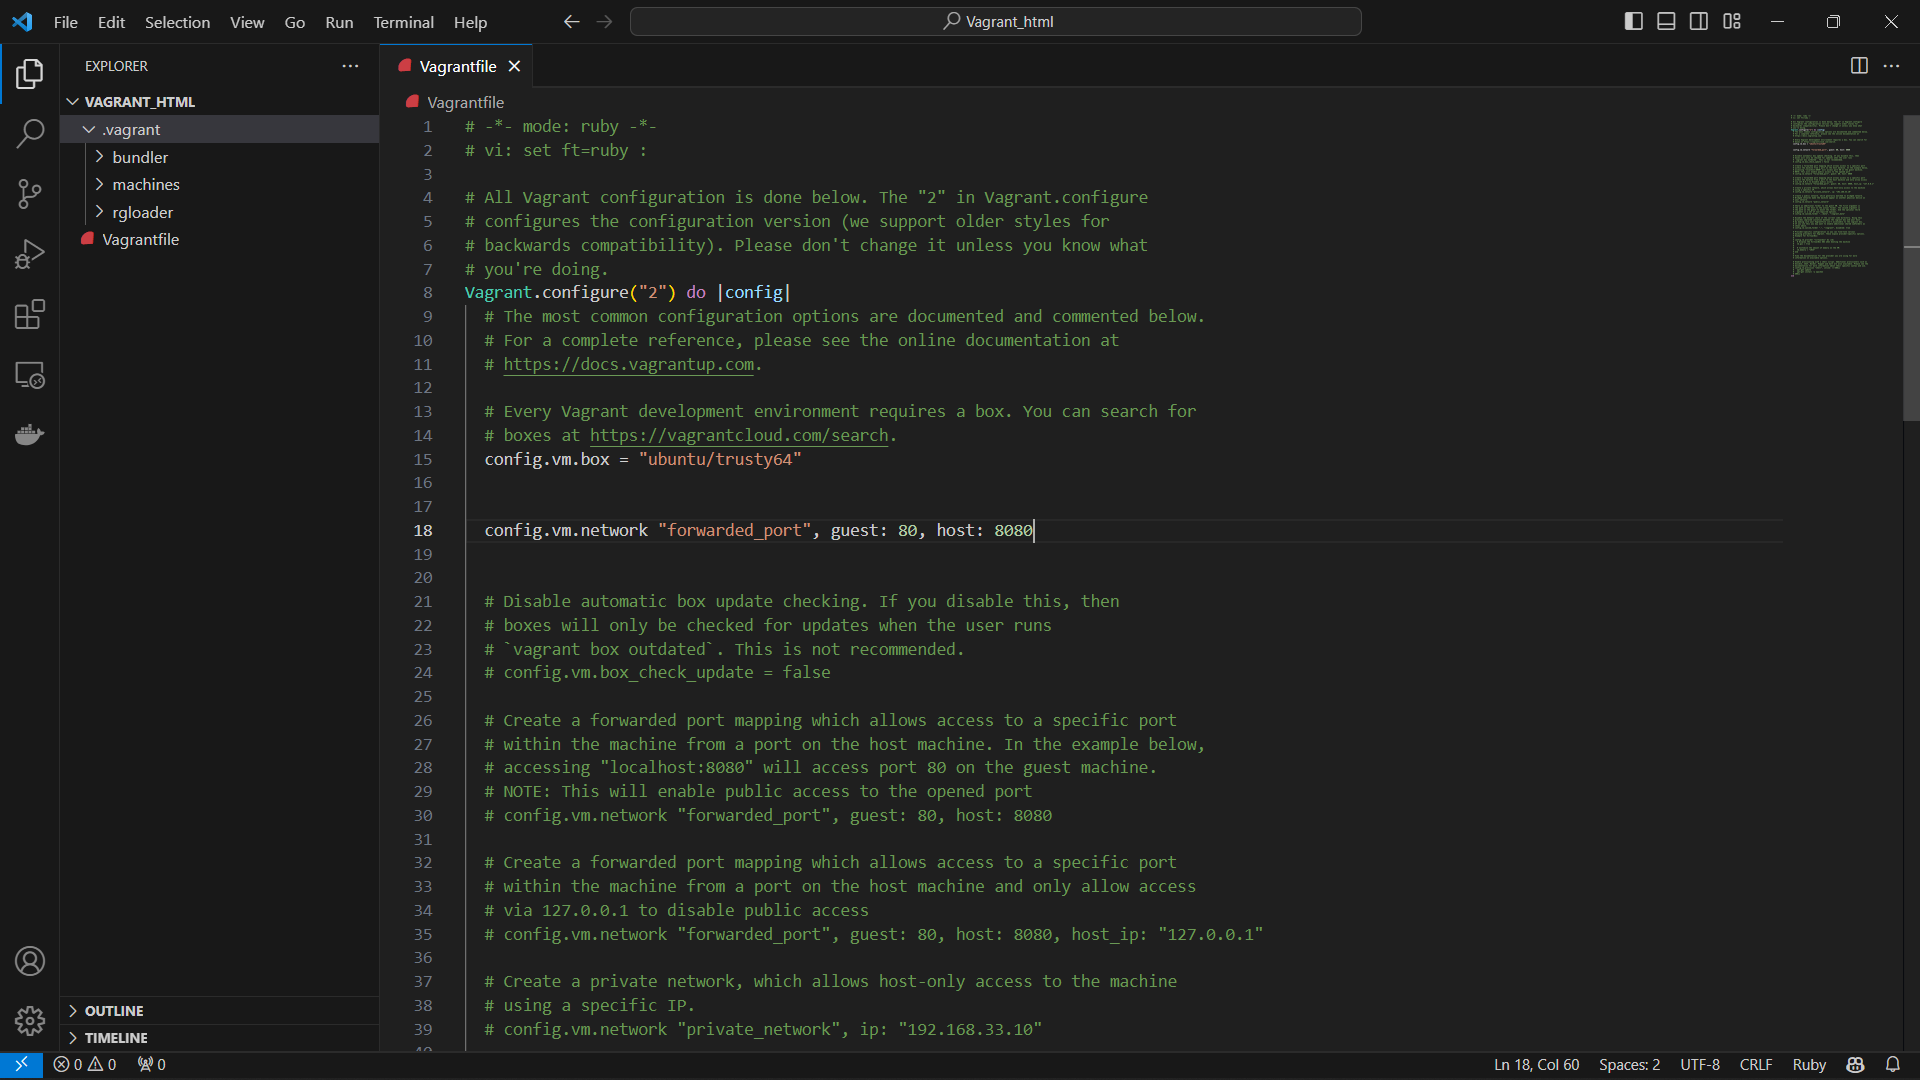 File Edit Selection View Go Run Terminal Help
Vagrant_html
EXPLORER
VAGRANT_HTML
.vagrant
bundler
machines
rgloader
Vagrantfile
OUTLINE
TIMELINE
Vagrantfile
Vagrantfile
1 # -*- mode: ruby -*-
2 # vi: set ft=ruby :
3
4 # All Vagrant configuration is done below. The "2" in Vagrant.configure
5 # configures the configuration version (we support older styles for
6 # backwards compatibility). Please don't change it unless you know what
7 # you're doing.
8 Vagrant.configure("2") do |config|
9 # The most common configuration options are documented and commented below.
10 # For a complete reference, please see the online documentation at
11 # https://docs.vagrantup.com.
12
13 # Every Vagrant development environment requires a box. You can search for
14 # boxes at https://vagrantcloud.com/search.
15 config.vm.box = "ubuntu/trusty64"
16
17
18 config.vm.network "forwarded_port", guest: 80, host: 8080
19
20
21 # Disable automatic box update checking. If you disable this, then
22 # boxes will only be checked for updates when the user runs
23 # `vagrant box outdated`. This is not recommended.
24 # config.vm.box_check_update = false
25
26 # Create a forwarded port mapping which allows access to a specific port
27 # within the machine from a port on the host machine. In the example below,
28 # accessing "localhost:8080" will access port 80 on the guest machine.
29 # NOTE: This will enable public access to the opened port
30 # config.vm.network "forwarded_port", guest: 80, host: 8080
31
32 # Create a forwarded port mapping which allows access to a specific port
33 # within the machine from a port on the host machine and only allow access
34 # via 127.0.0.1 to disable public access
35 # config.vm.network "forwarded_port", guest: 80, host: 8080, host_ip: "127.0.0.1"
36
37 # Create a private network, which allows host-only access to the machine
38 # using a specific IP.
39 # config.vm.network "private_network", ip: "192.168.33.10"
0 0 0
Ln 18, Col 60 Spaces: 2 UTF-8 CRLF Ruby